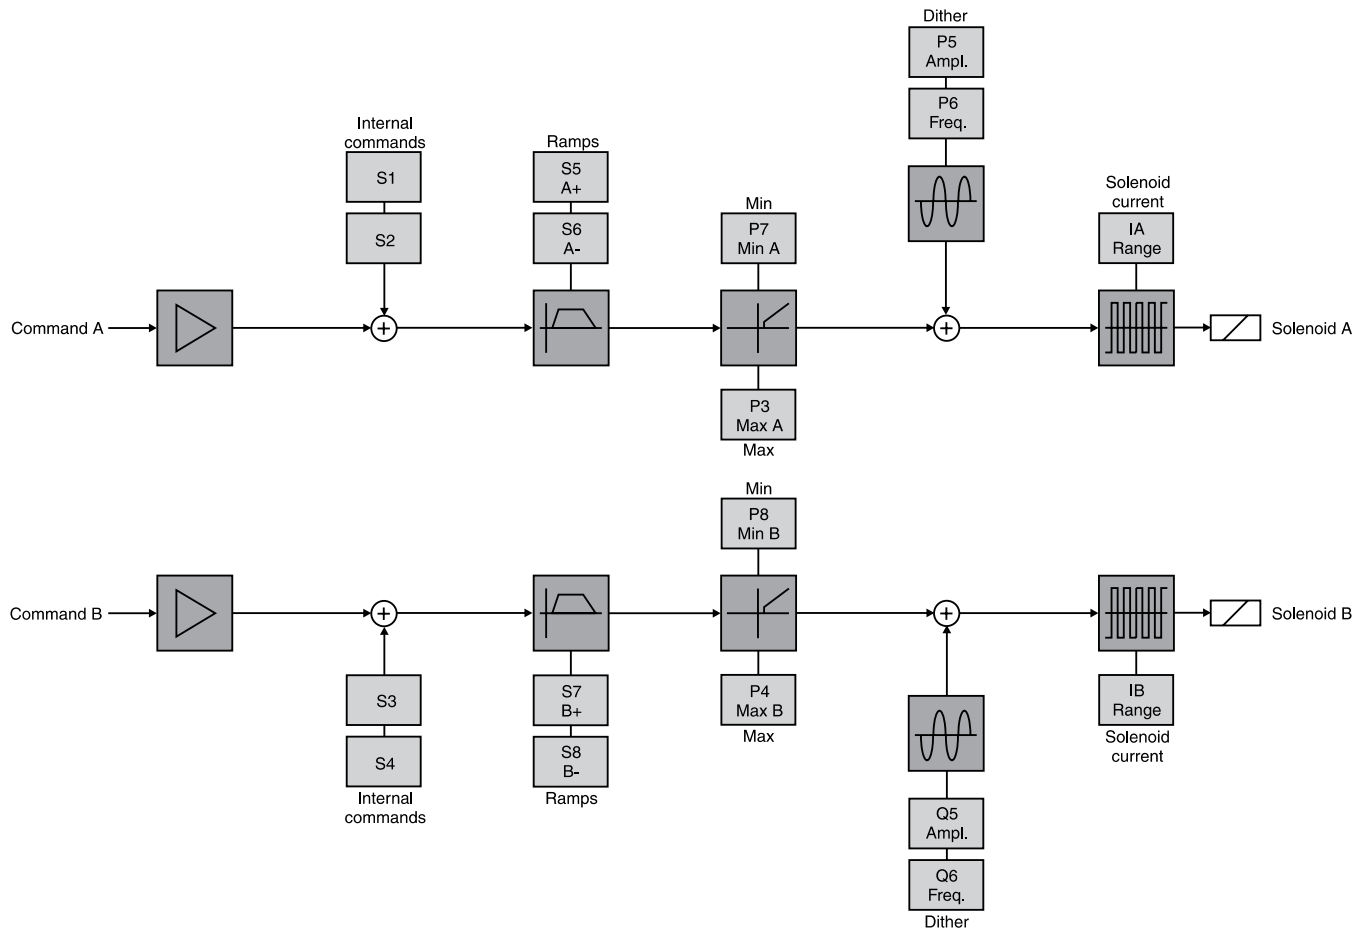 Dither
P5
Ampl.
P6
Freq.
Internal
commands
S1
S2
Ramps
S5
A+
S6
A-
Min
P7
Min A
Solenoid
current
IA
Range
Command A
Solenoid A
P3
Max A
Max
Min
P8
Min B
Command B
Solenoid B
S3
S4
Internal
commands
S7
B+
S8
B-
Ramps
P4
Max B
Max
IB
Range
Solenoid
current
Q5
Ampl.
Q6
Freq.
Dither